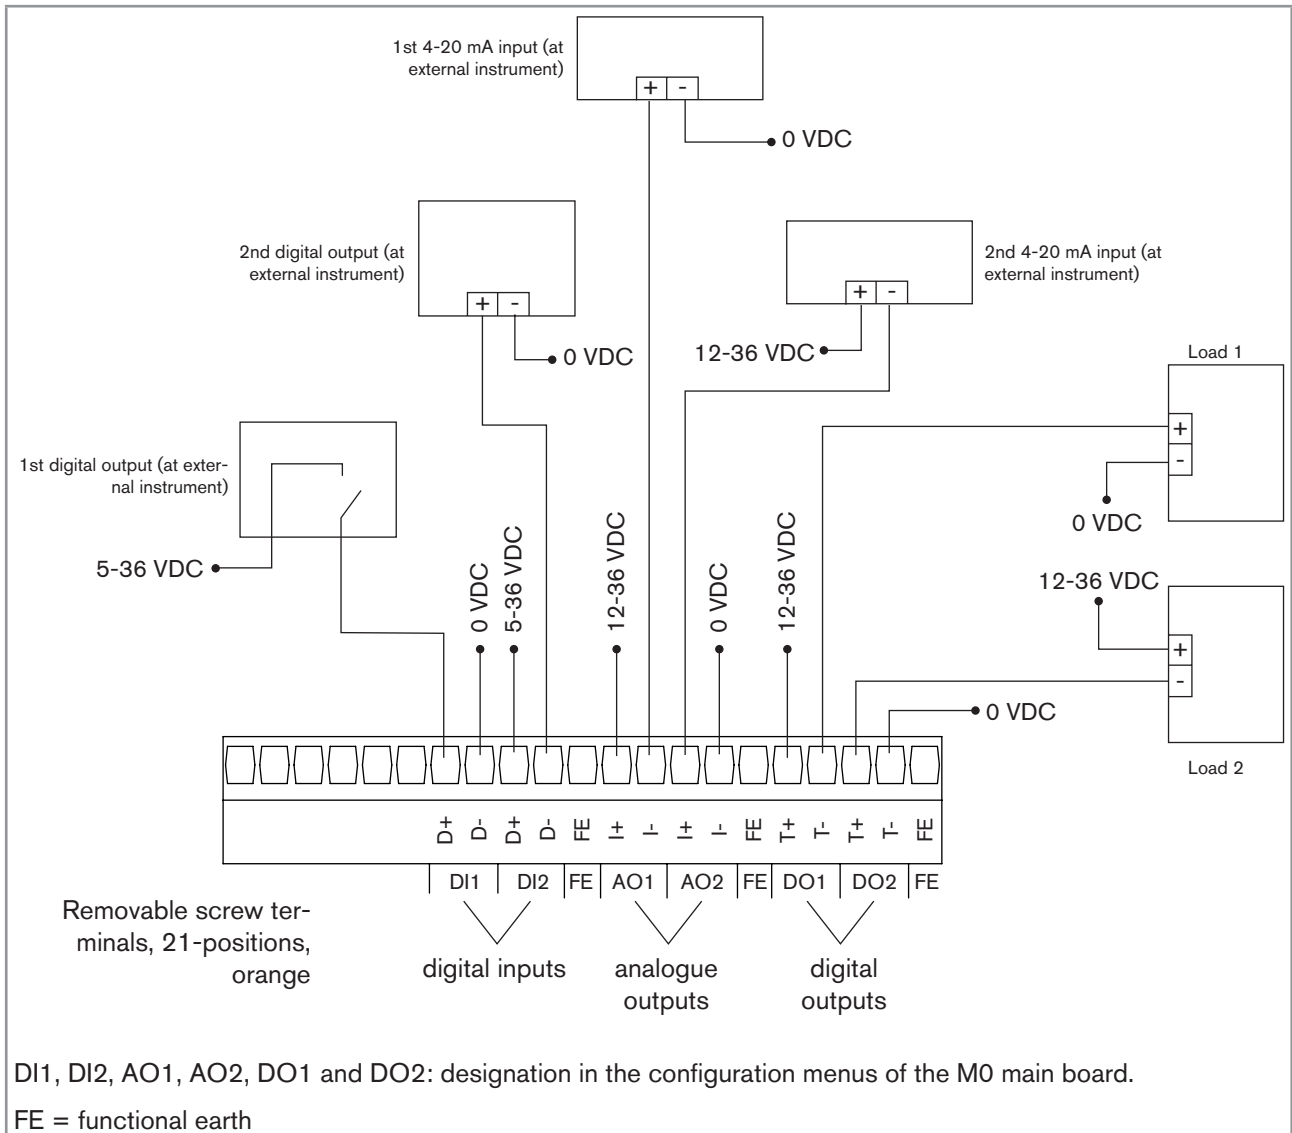 1st 4-20 mA input (at
external instrument)
+ -
0 VDC
2nd digital output (at
external instrument)
+ -
0 VDC
2nd 4-20 mA input (at
external instrument)
+ -
12-36 VDC
Load 1
+
-
0 VDC
1st digital output (at exter-
nal instrument)
5-36 VDC
0 VDC
5-36 VDC
12-36 VDC
0 VDC
12-36 VDC
12-36 VDC
+
-
0 VDC
Load 2
D+ D- D+ D- FE I+ I- I+ I- FE T+ T- T+ T- FE
DI1 DI2 FE AO1 AO2 FE DO1 DO2 FE
Removable screw ter-
minals, 21-positions,
orange
digital inputs
analogue
outputs
digital
outputs
DI1, DI2, AO1, AO2, DO1 and DO2: designation in the configuration menus of the M0 main board.
FE = functional earth